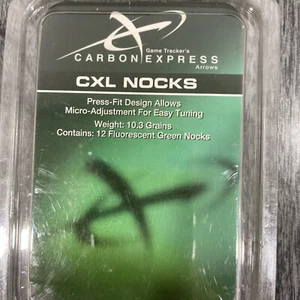 Game Tracker's
CARBON EXPRESS
Arrows
CXL NOCKS
Press-Fit Design Allows
Micro-Adjustment For Easy Tuning
Weight: 10.3 Grains
Contains: 12 Fluorescent Green Nocks